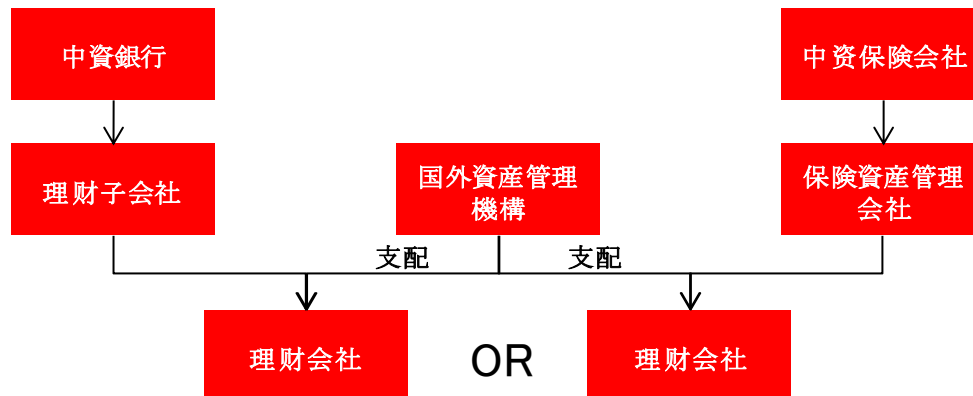 中資銀行
中资保険会社
理財子会社
国外資産管理
機構
保険資産管理
会社
支配
支配
理財会社
OR
理財会社